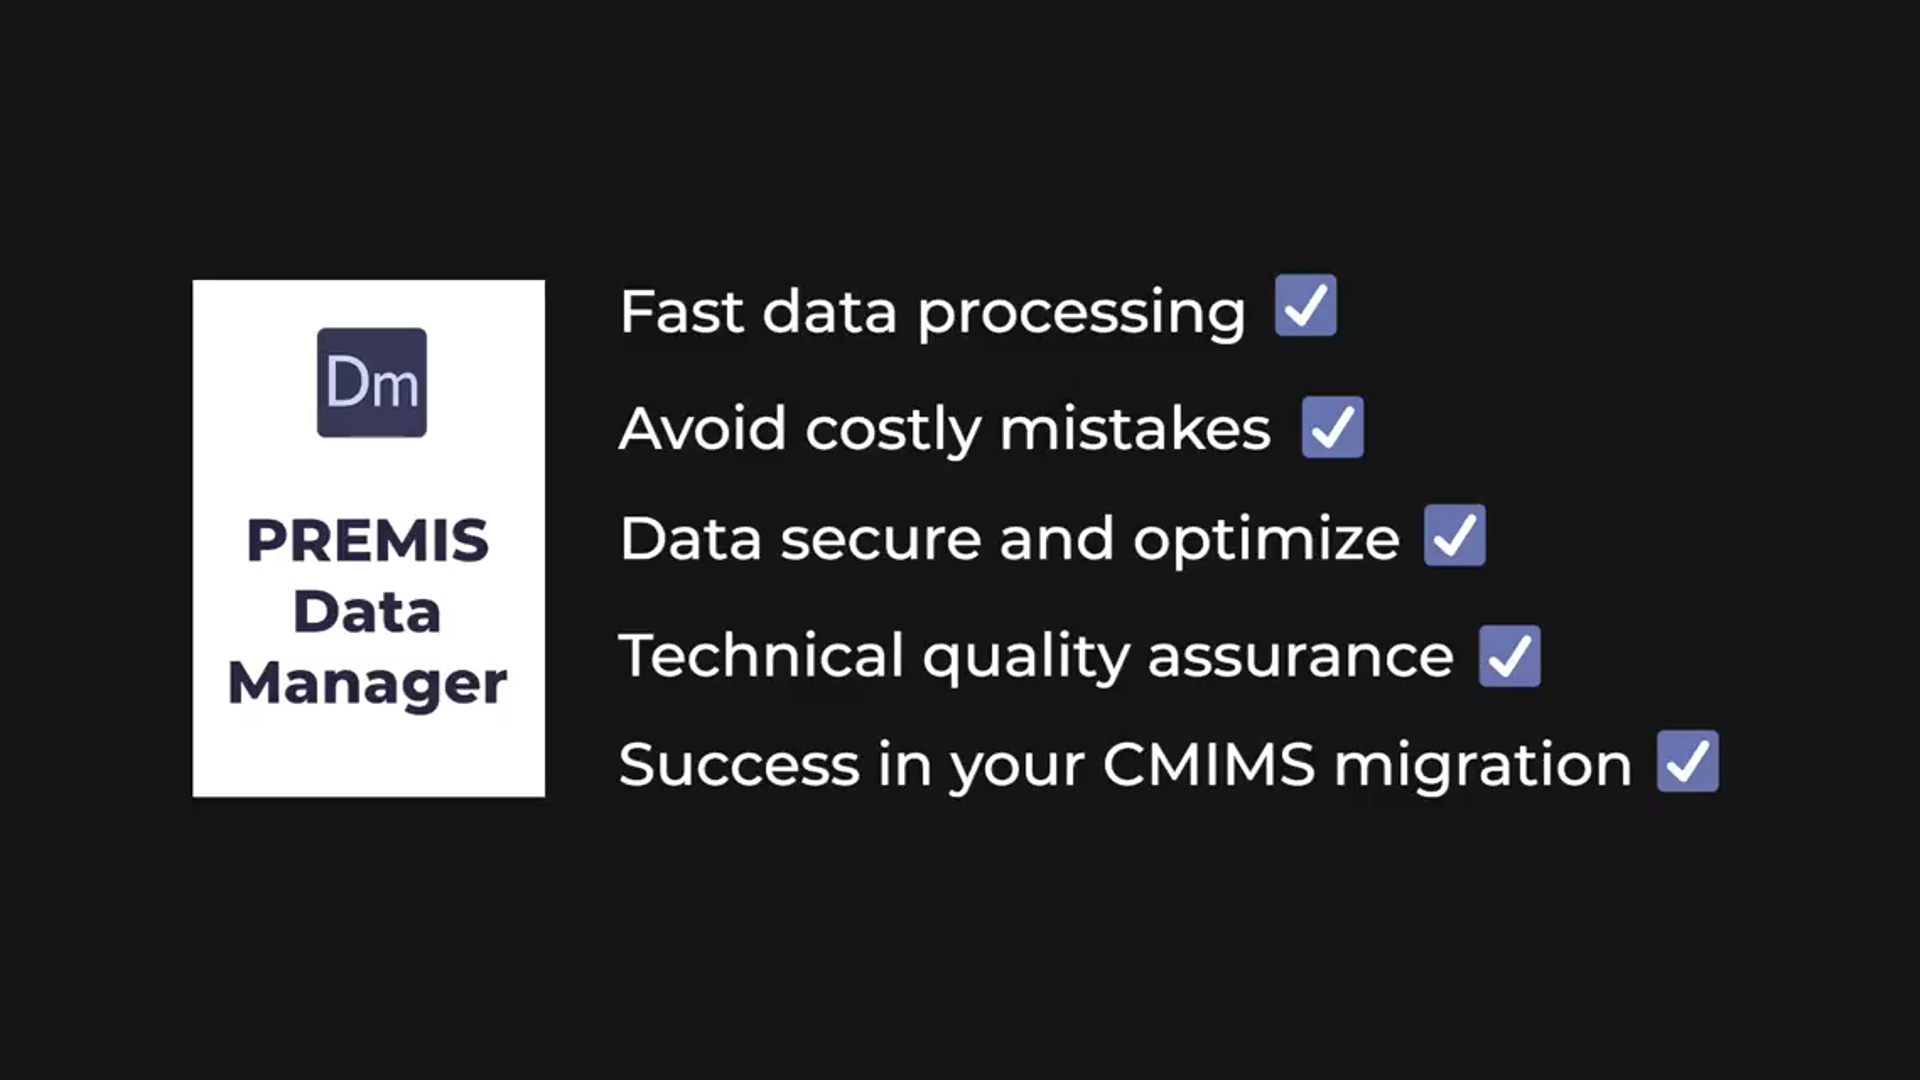 Dm
PREMIS
Data
Manager
Fast data processing
Avoid costly mistakes
Data secure and optimize
Technical quality assurance
Success in your CMIMS migration